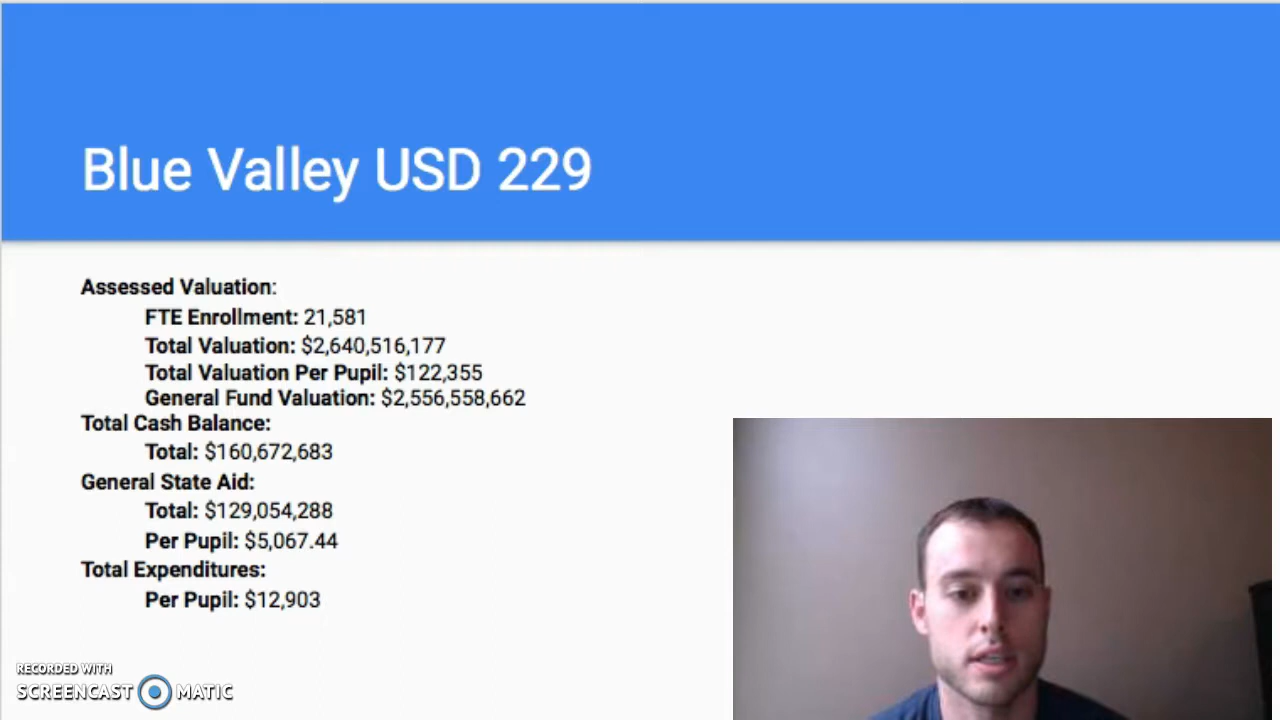 Blue Valley USD 229
Assessed Valuation:
FTE Enrollment: 21,581
Total Valuation: $2,640,516,177
Total Valuation Per Pupil: $122,355
General Fund Valuation: $2,556,558,662
Total Cash Balance:
Total: $160,672,683
General State Aid:
Total: $129,054,288
Per Pupil: $5,067.44
Total Expenditures:
Per Pupil: $12,903
RECORDED WITH
SCREENCAST MATIC